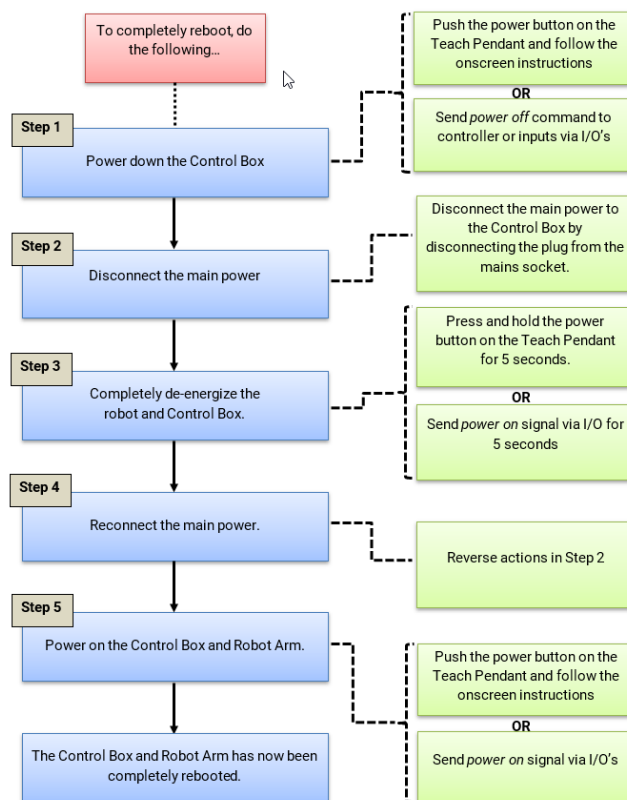 To completely reboot, do
the following...
Push the power button on the
Teach Pendant and follow the
onscreen instructions
OR
Send power off command to
controller or inputs via I/O's
Step 1
Power down the Control Box
Disconnect the main power to
the Control Box by
disconnecting the plug from the
mains socket.
Step 2
Disconnect the main power
Press and hold the power
button on the Teach Pendant
for 5 seconds.
OR
Send power on signal via I/O for
5 seconds
Step 3
Completely de-energize the
robot and Control Box.
Step 4
Reconnect the main power.
Reverse actions in Step 2
Step 5
Power on the Control Box and Robot Arm.
Push the power button on the
Teach Pendant and follow the
onscreen instructions
OR
Send power on signal via I/O's
The Control Box and Robot Arm has now been
completely rebooted.